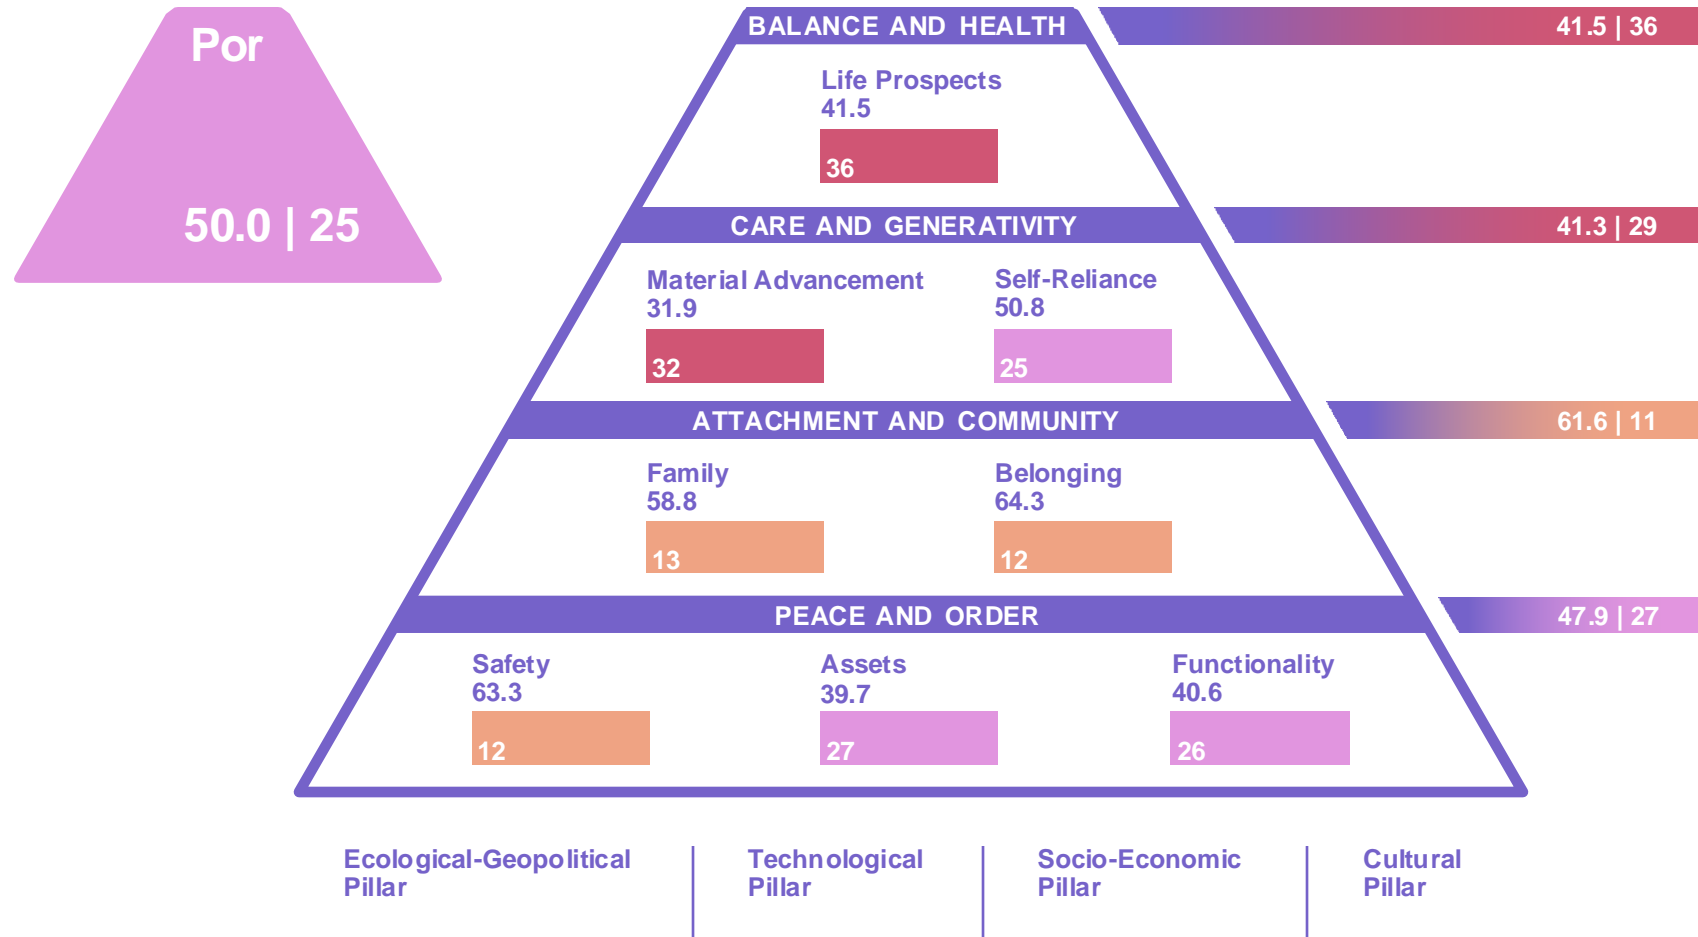 Por
50.0 | 25
BALANCE AND HEALTH
41.5 | 36
Life Prospects
41.5
36
CARE AND GENERATIVITY
41.3 | 29
Material Advancement
31.9
32
Self-Reliance
50.8
25
ATTACHMENT AND COMMUNITY
61.6 | 11
Family
58.8
13
Belonging
64.3
12
PEACE AND ORDER
47.9 | 27
Safety
63.3
12
Assets
39.7
27
Functionality
40.6
26
Ecological-Geopolitical
Pillar
Technological
Pillar
Socio-Economic
Pillar
Cultural
Pillar